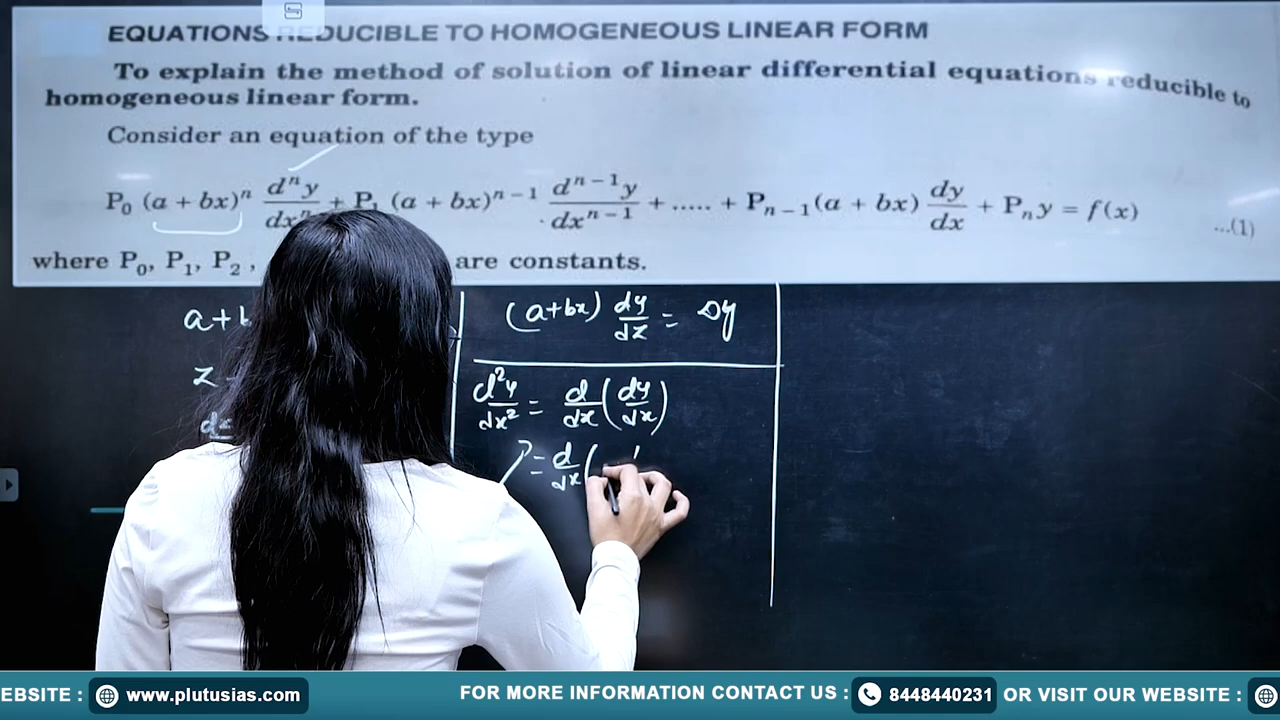 EQUATIONS REDUCIBLE TO HOMOGENEOUS LINEAR FORM
To explain the method of solution of linear differential equations reducible to
homogeneous linear form.
Consider an equation of the type
P₀ (a + bx)ⁿ dⁿy/dxⁿ + P₁ (a + bx)ⁿ⁻¹ dⁿ⁻¹y/dxⁿ⁻¹ + ..... + Pₙ₋₁(a + bx) dy/dx + Pₙy = f(x) ...(1)
where P₀, P₁, P₂ , are constants.
a+b
z
(a+bx) dy/dz = Dy
d²y/dx² = d/dx (dy/dx)
= d/dx (
EBSITE : www.plutusias.com FOR MORE INFORMATION CONTACT US : 8448440231 OR VISIT OUR WEBSITE :